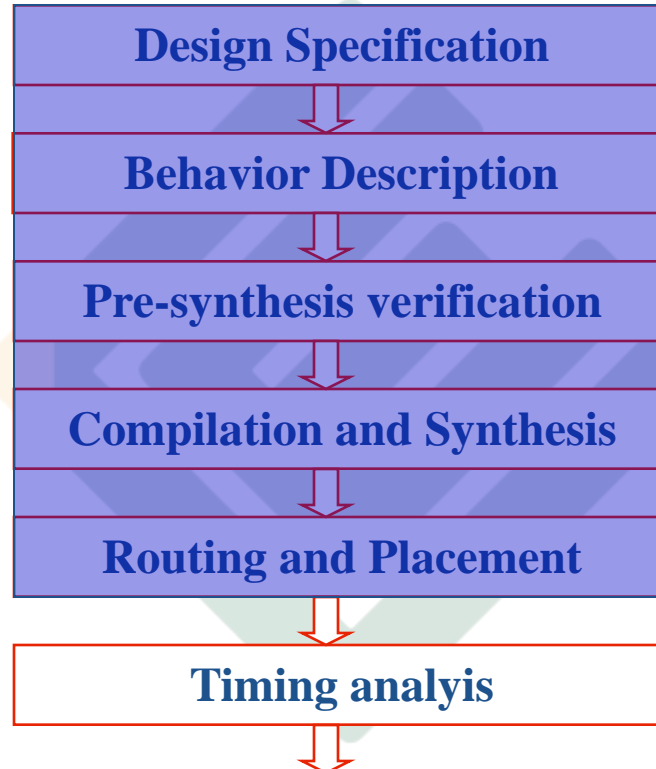 Design Specification
Behavior Description
Pre-synthesis verification
Compilation and Synthesis
Routing and Placement
Timing analyis